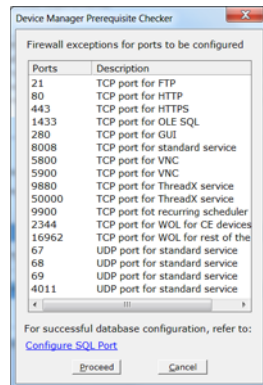 Device Manager Prerequisite Checker
X
Firewall exceptions for ports to be configured
Ports Description
21 TCP port for FTP
80 TCP port for HTTP
443 TCP port for HTTPS
1433 TCP port for OLE SQL
280 TCP port for GUI
8008 TCP port for standard service
5800 TCP port for VNC
5900 TCP port for VNC
9880 TCP port for ThreadX service
50000 TCP port for ThreadX service
9900 TCP port fot recurring scheduler
2344 TCP port for WOL for CE devices
16962 TCP port for WOL for rest of the
67 UDP port for standard service
68 UDP port for standard service
69 UDP port for standard service
4011 UDP port for standard service
For successful database configuration, refer to:
Configure SQL Port
Proceed Cancel